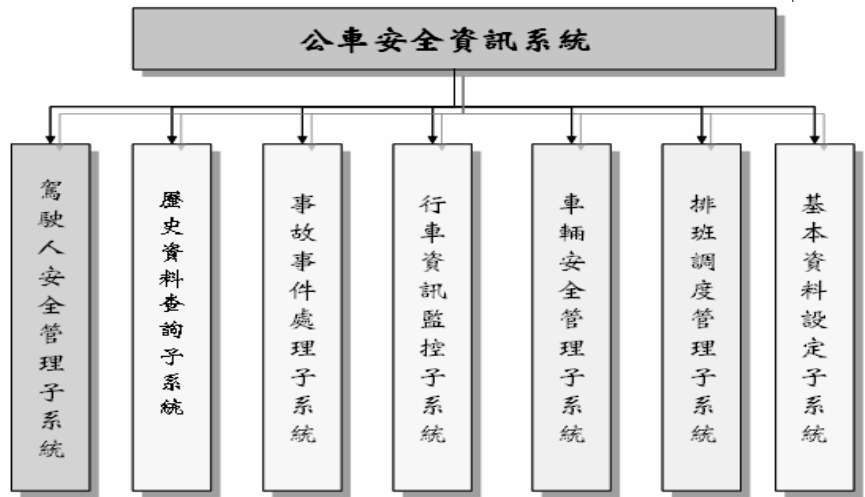 公車安全資訊系統
駕駛人安全管理子系統
歷史資料查詢子系統
事故事件處理子系統
行車資訊監控子系統
車輛安全管理子系統
排班調度管理子系統
基本資料設定子系統